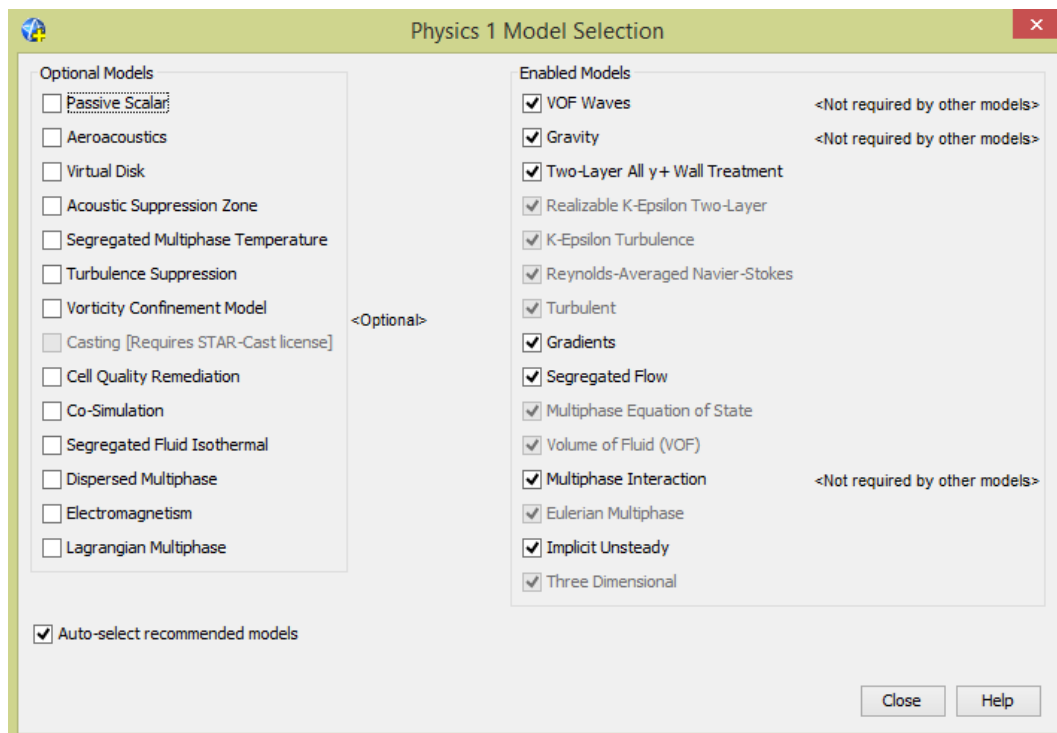 Physics 1 Model Selection
Optional Models
Passive Scalar
Aeroacoustics
Virtual Disk
Acoustic Suppression Zone
Segregated Multiphase Temperature
Turbulence Suppression
Vorticity Confinement Model
Casting [Requires STAR-Cast license]
Cell Quality Remediation
Co-Simulation
Segregated Fluid Isothermal
Dispersed Multiphase
Electromagnetism
Lagrangian Multiphase
<Optional>
Enabled Models
VOF Waves <Not required by other models>
Gravity <Not required by other models>
Two-Layer All y+ Wall Treatment
Realizable K-Epsilon Two-Layer
K-Epsilon Turbulence
Reynolds-Averaged Navier-Stokes
Turbulent
Gradients
Segregated Flow
Multiphase Equation of State
Volume of Fluid (VOF)
Multiphase Interaction <Not required by other models>
Eulerian Multiphase
Implicit Unsteady
Three Dimensional
Auto-select recommended models
Close Help